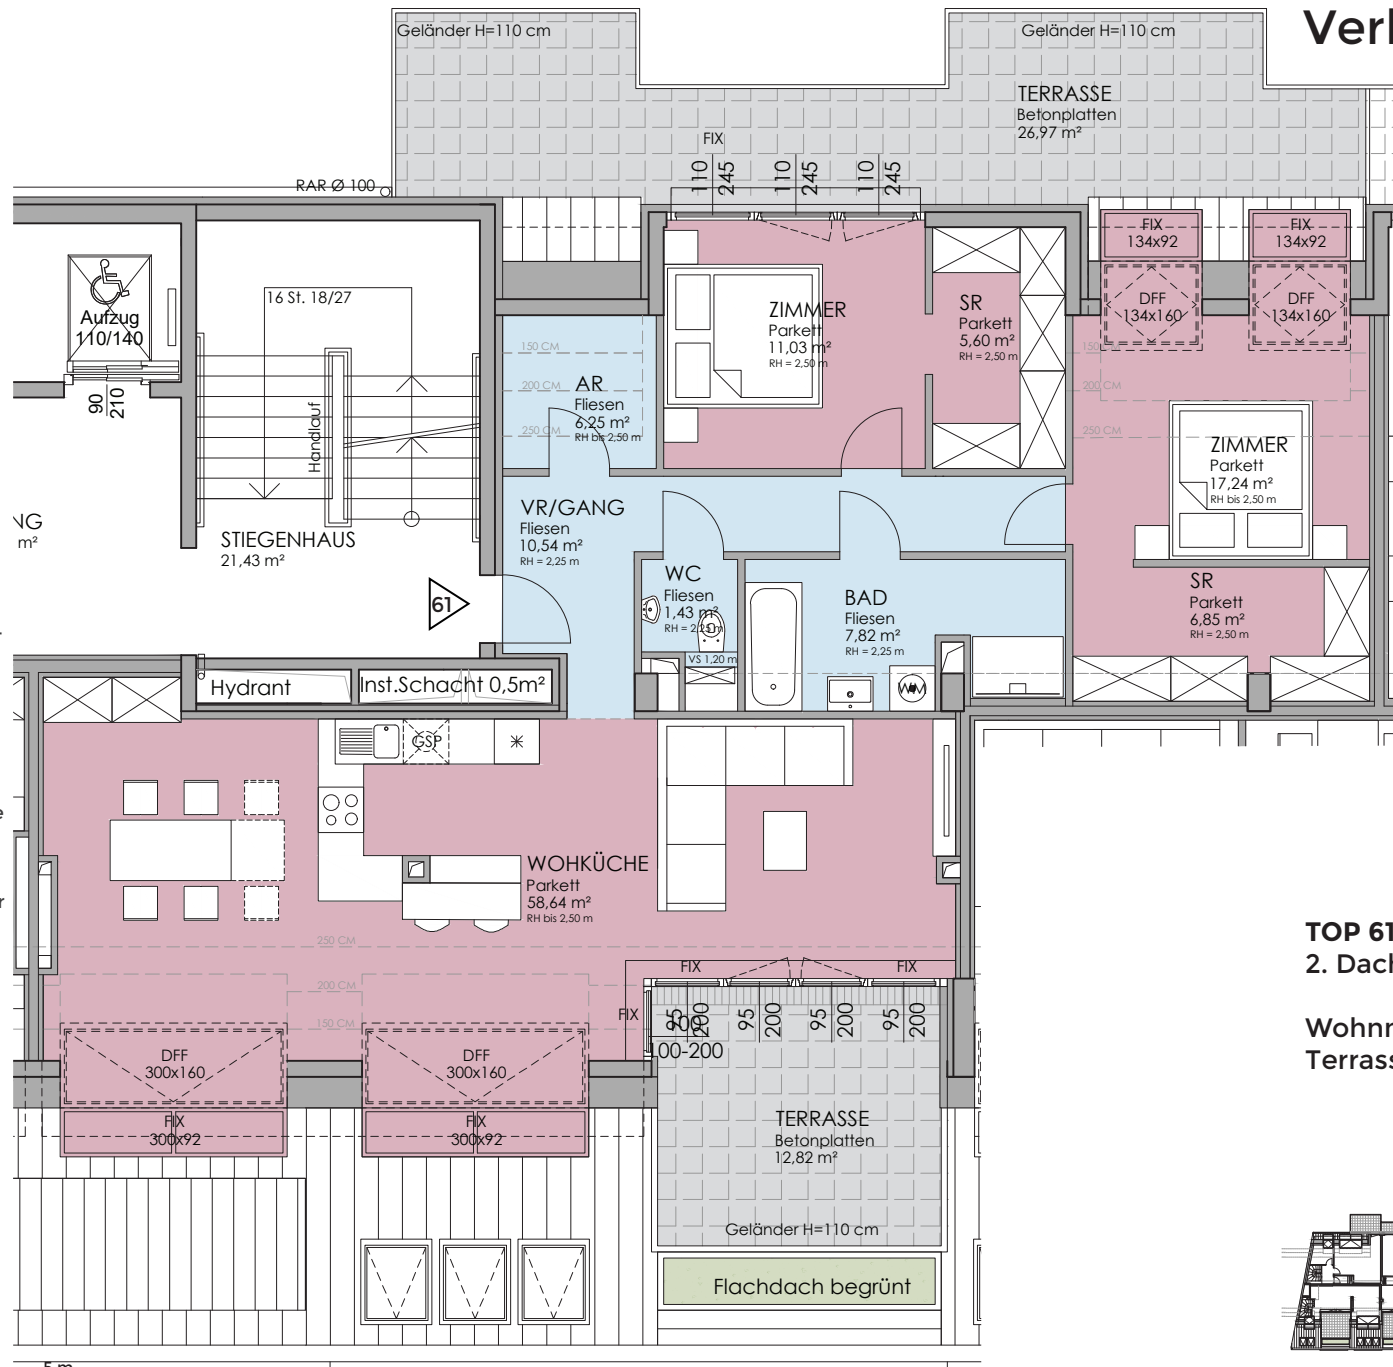 Geländer H=110 cm
Geländer H=110 cm
TERRASSE
Betonplatten
26,97 m²
FIX
110
245
110
245
110
245
RAR Ø 100
FIX
134x92
FIX
134x92
DFF
134x160
DFF
134x160
Aufzug
110/140
90
210
16 St. 18/27
Handlauf
STIEGENHAUS
21,43 m²
NG
m²
150 CM
200 CM
250 CM
AR
Fliesen
6,25 m²
RH bis 2,50 m
ZIMMER
Parkett
11,03 m²
RH = 2,50 m
SR
Parkett
5,60 m²
RH = 2,50 m
150 CM
200 CM
250 CM
ZIMMER
Parkett
17,24 m²
RH bis 2,50 m
VR/GANG
Fliesen
10,54 m²
RH = 2,25 m
61
WC
Fliesen
1,43 m²
RH = 2,25 m
VS 1,20 m
BAD
Fliesen
7,82 m²
RH = 2,25 m
WM
SR
Parkett
6,85 m²
RH = 2,50 m
Hydrant
Inst.Schacht 0,5m²
GSP
WOHKÜCHE
Parkett
58,64 m²
RH bis 2,50 m
250 CM
200 CM
150 CM
FIX
FIX
FIX
95
200
95
200
95
200
95
200
100-200
DFF
300x160
DFF
300x160
FIX
300x92
FIX
300x92
TERRASSE
Betonplatten
12,82 m²
Geländer H=110 cm
Flachdach begrünt
TOP 61
2. Dach
Terrass
5 m